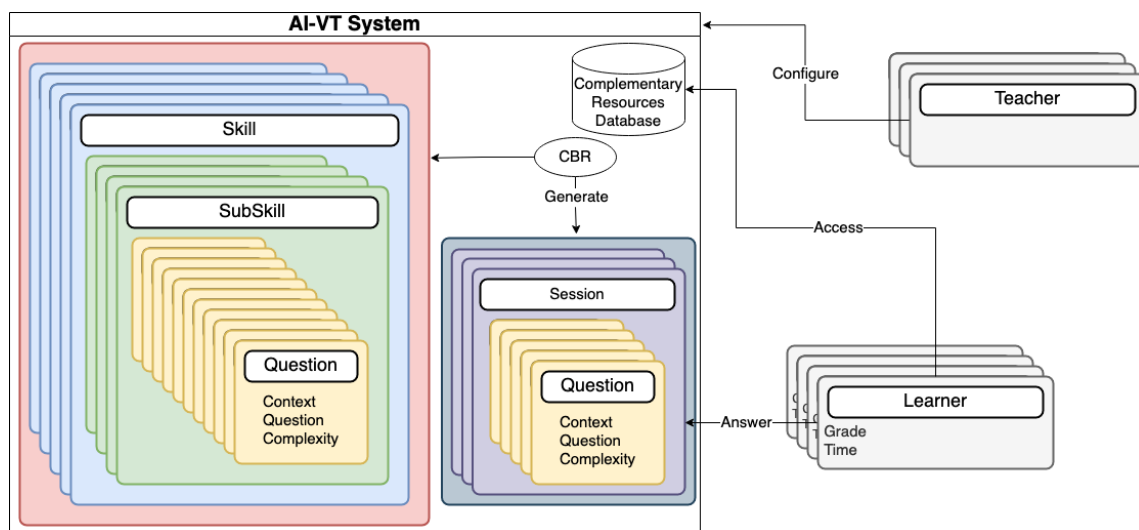 AI-VT System
Skill
SubSkill
Question
Context
Question
Complexity
Complementary
Resources
Database
CBR
Generate
Session
Question
Context
Question
Complexity
Configure
Teacher
Access
Answer
Learner
Grade
Time